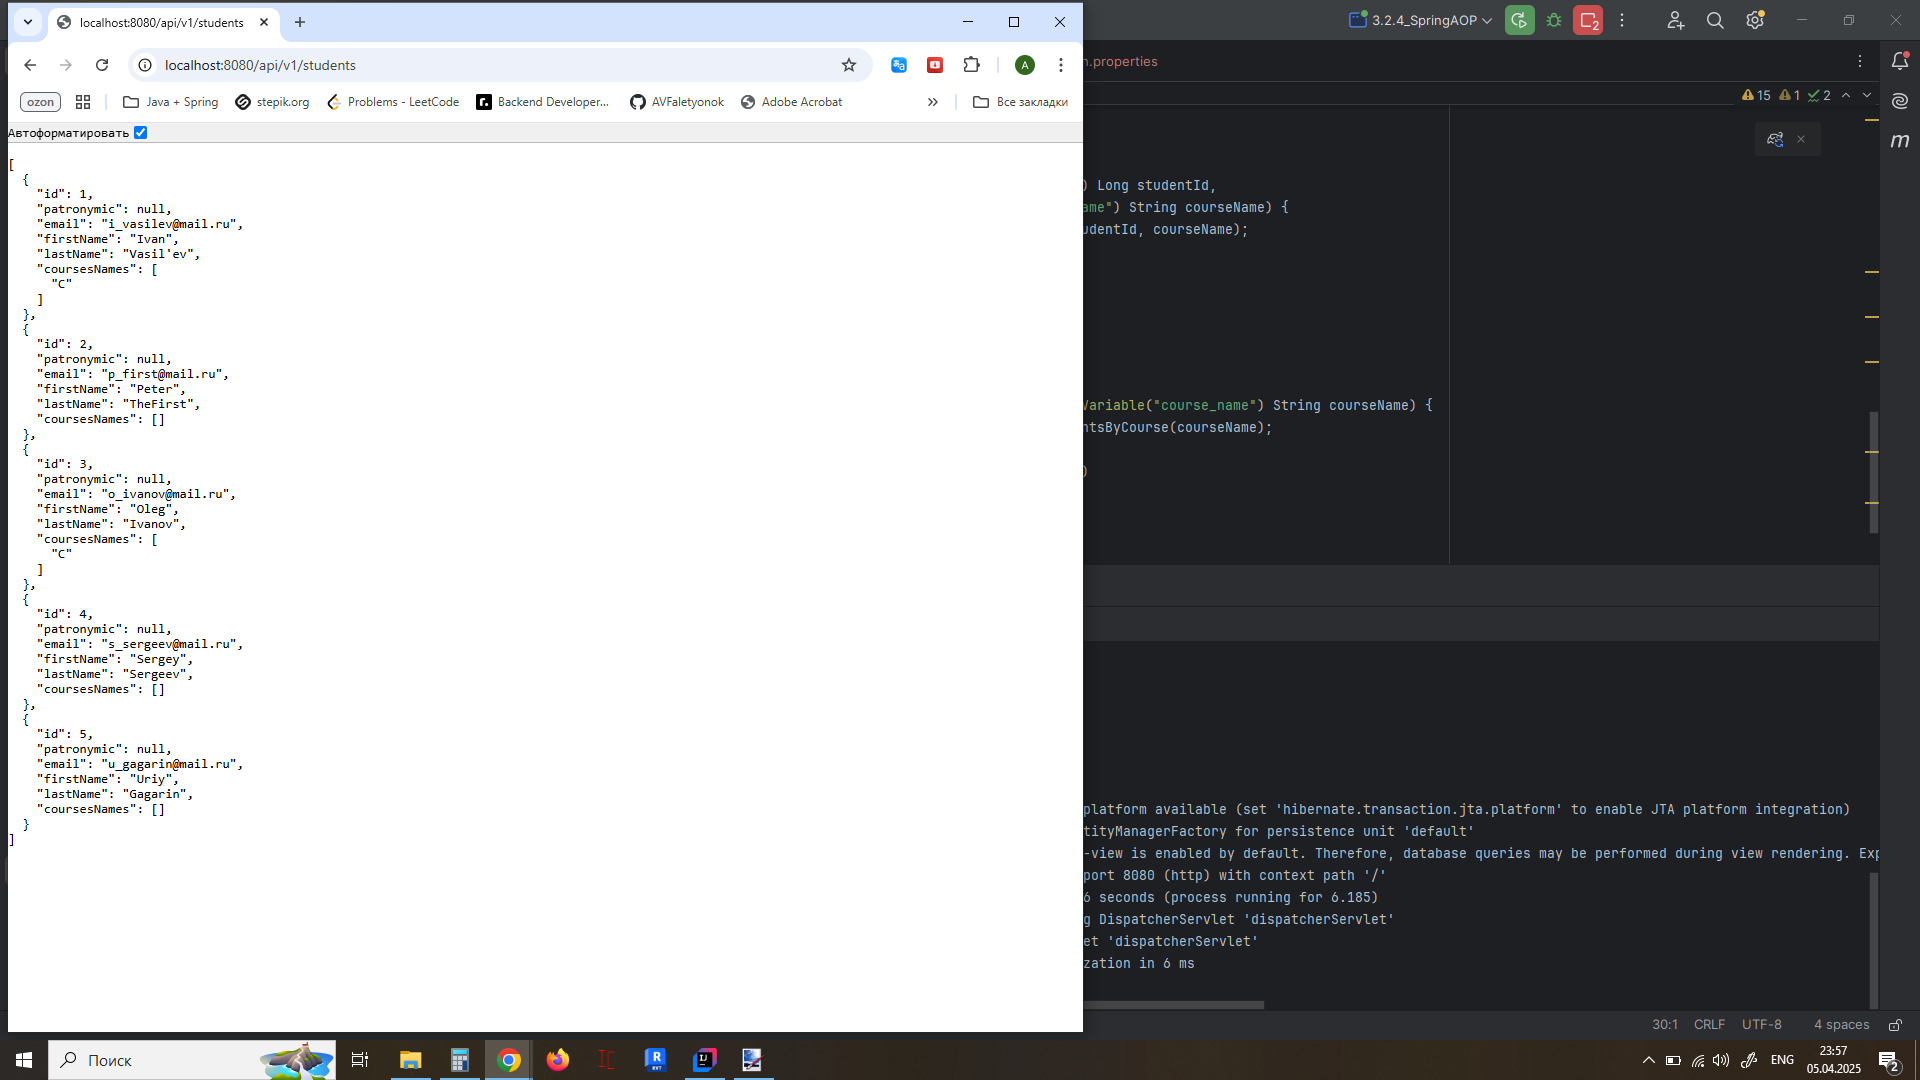 localhost:8080/api/v1/students
localhost:8080/api/v1/students
A
ozon
Java + Spring
stepik.org
Problems - LeetCode
Backend Developer...
AVFaletyonok
Adobe Acrobat
Все закладки
Автоформатировать
[
  {
    "id": 1,
    "patronymic": null,
    "email": "i_vasilev@mail.ru",
    "firstName": "Ivan",
    "lastName": "Vasil'ev",
    "coursesNames": [
      "C"
    ]
  },
  {
    "id": 2,
    "patronymic": null,
    "email": "p_first@mail.ru",
    "firstName": "Peter",
    "lastName": "TheFirst",
    "coursesNames": []
  },
  {
    "id": 3,
    "patronymic": null,
    "email": "o_ivanov@mail.ru",
    "firstName": "Oleg",
    "lastName": "Ivanov",
    "coursesNames": [
      "C"
    ]
  },
  {
    "id": 4,
    "patronymic": null,
    "email": "s_sergeev@mail.ru",
    "firstName": "Sergey",
    "lastName": "Sergeev",
    "coursesNames": []
  },
  {
    "id": 5,
    "patronymic": null,
    "email": "u_gagarin@mail.ru",
    "firstName": "Uriy",
    "lastName": "Gagarin",
    "coursesNames": []
  }
]
3.2.4_SpringAOP
2
n.properties
15 1 2
m
) Long studentId,
ame") String courseName) {
udentId, courseName);
Variable("course_name") String courseName) {
ntsByCourse(courseName);
)
platform available (set 'hibernate.transaction.jta.platform' to enable JTA platform integration)
tityManagerFactory for persistence unit 'default'
-view is enabled by default. Therefore, database queries may be performed during view rendering. Exp
port 8080 (http) with context path '/'
6 seconds (process running for 6.185)
g DispatcherServlet 'dispatcherServlet'
et 'dispatcherServlet'
zation in 6 ms
30:1 CRLF UTF-8 4 spaces
Поиск
R
RVT
IJ
ENG
23:57
05.04.2025
2